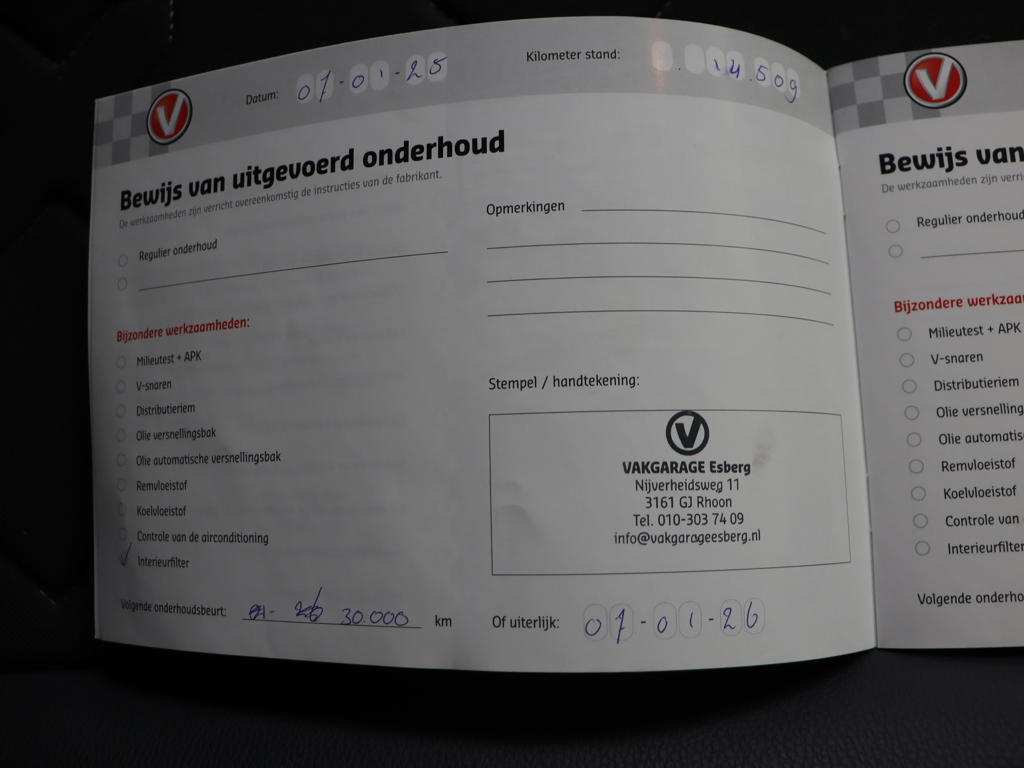 V
Datum: 07-01-25
Kilometer stand: 14.509
Bewijs van uitgevoerd onderhoud
De werkzaamheden zijn verricht overeenkomstig de instructies van de fabrikant.
Regulier onderhoud
Bijzondere werkzaamheden:
Milieutest + APK
V-snaren
Distributieriem
Olie versnellingsbak
Olie automatische versnellingsbak
Remvloeistof
Koelvloeistof
Controle van de airconditioning
Interieurfilter
Volgende onderhoudsbeurt: 30.000 km
Opmerkingen
Stempel / handtekening:
V
VAKGARAGE Esberg
Nijverheidsweg 11
3161 GJ Rhoon
Tel. 010-303 74 09
info@vakgarageesberg.nl
Of uiterlijk: 07-01-26
V
Bewijs van
De werkzaamheden zijn verri
Regulier onderhoud
Bijzondere werkzaa
Milieutest + APK
V-snaren
Distributieriem
Olie versnelling
Olie automatis
Remvloeistof
Koelvloeistof
Controle van
Interieurfilter
Volgende onderho